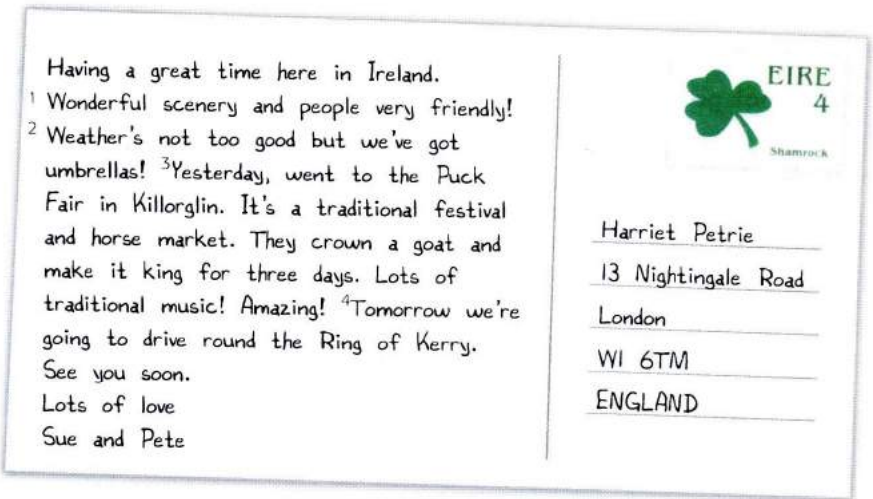 Having a great time here in Ireland.
1 Wonderful scenery and people very friendly!
2 Weather's not too good but we've got
umbrellas! 3Yesterday, went to the Puck
Fair in Killorglin. It's a traditional festival
and horse market. They crown a goat and
make it king for three days. Lots of
traditional music! Amazing! 4Tomorrow we're
going to drive round the Ring of Kerry.
See you soon.
Lots of love
Sue and Pete
EIRE
4
Shamrock
Harriet Petrie
13 Nightingale Road
London
W1 6TM
ENGLAND